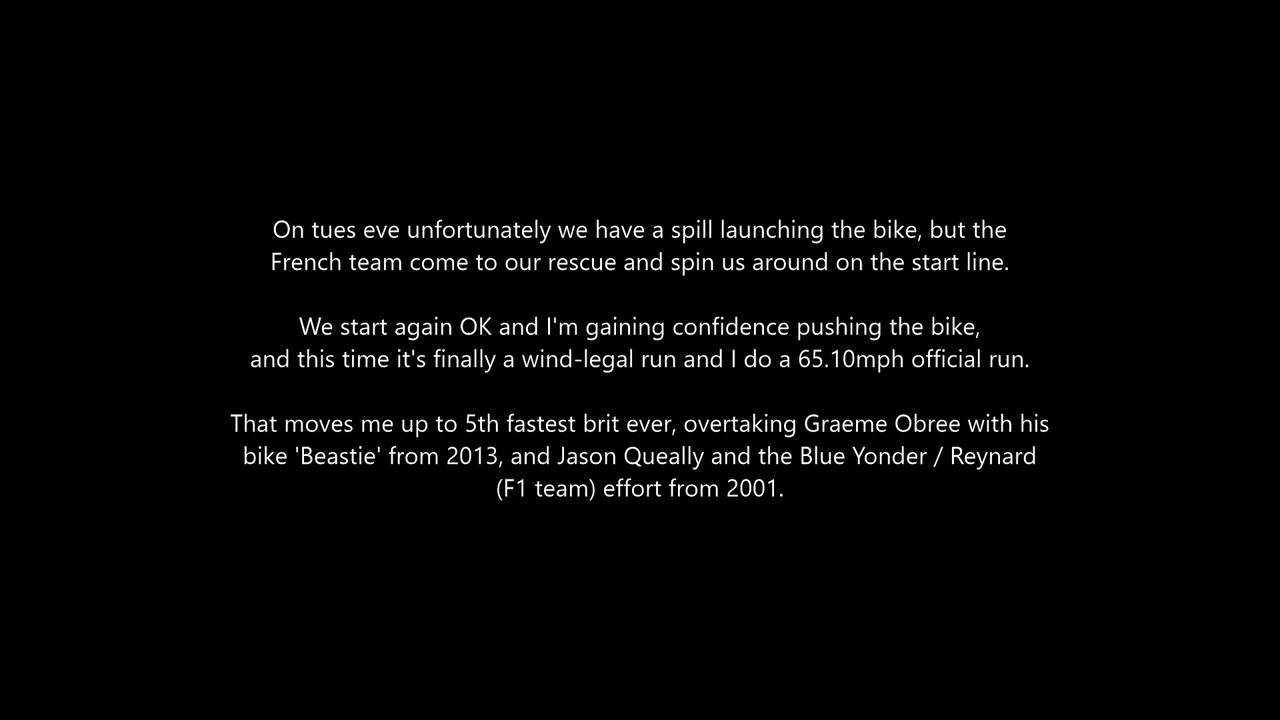 On tues eve unfortunately we have a spill launching the bike, but the
French team come to our rescue and spin us around on the start line.
We start again OK and I'm gaining confidence pushing the bike,
and this time it's finally a wind-legal run and I do a 65.10mph official run.
That moves me up to 5th fastest brit ever, overtaking Graeme Obree with his
bike 'Beastie' from 2013, and Jason Queally and the Blue Yonder / Reynard
(F1 team) effort from 2001.